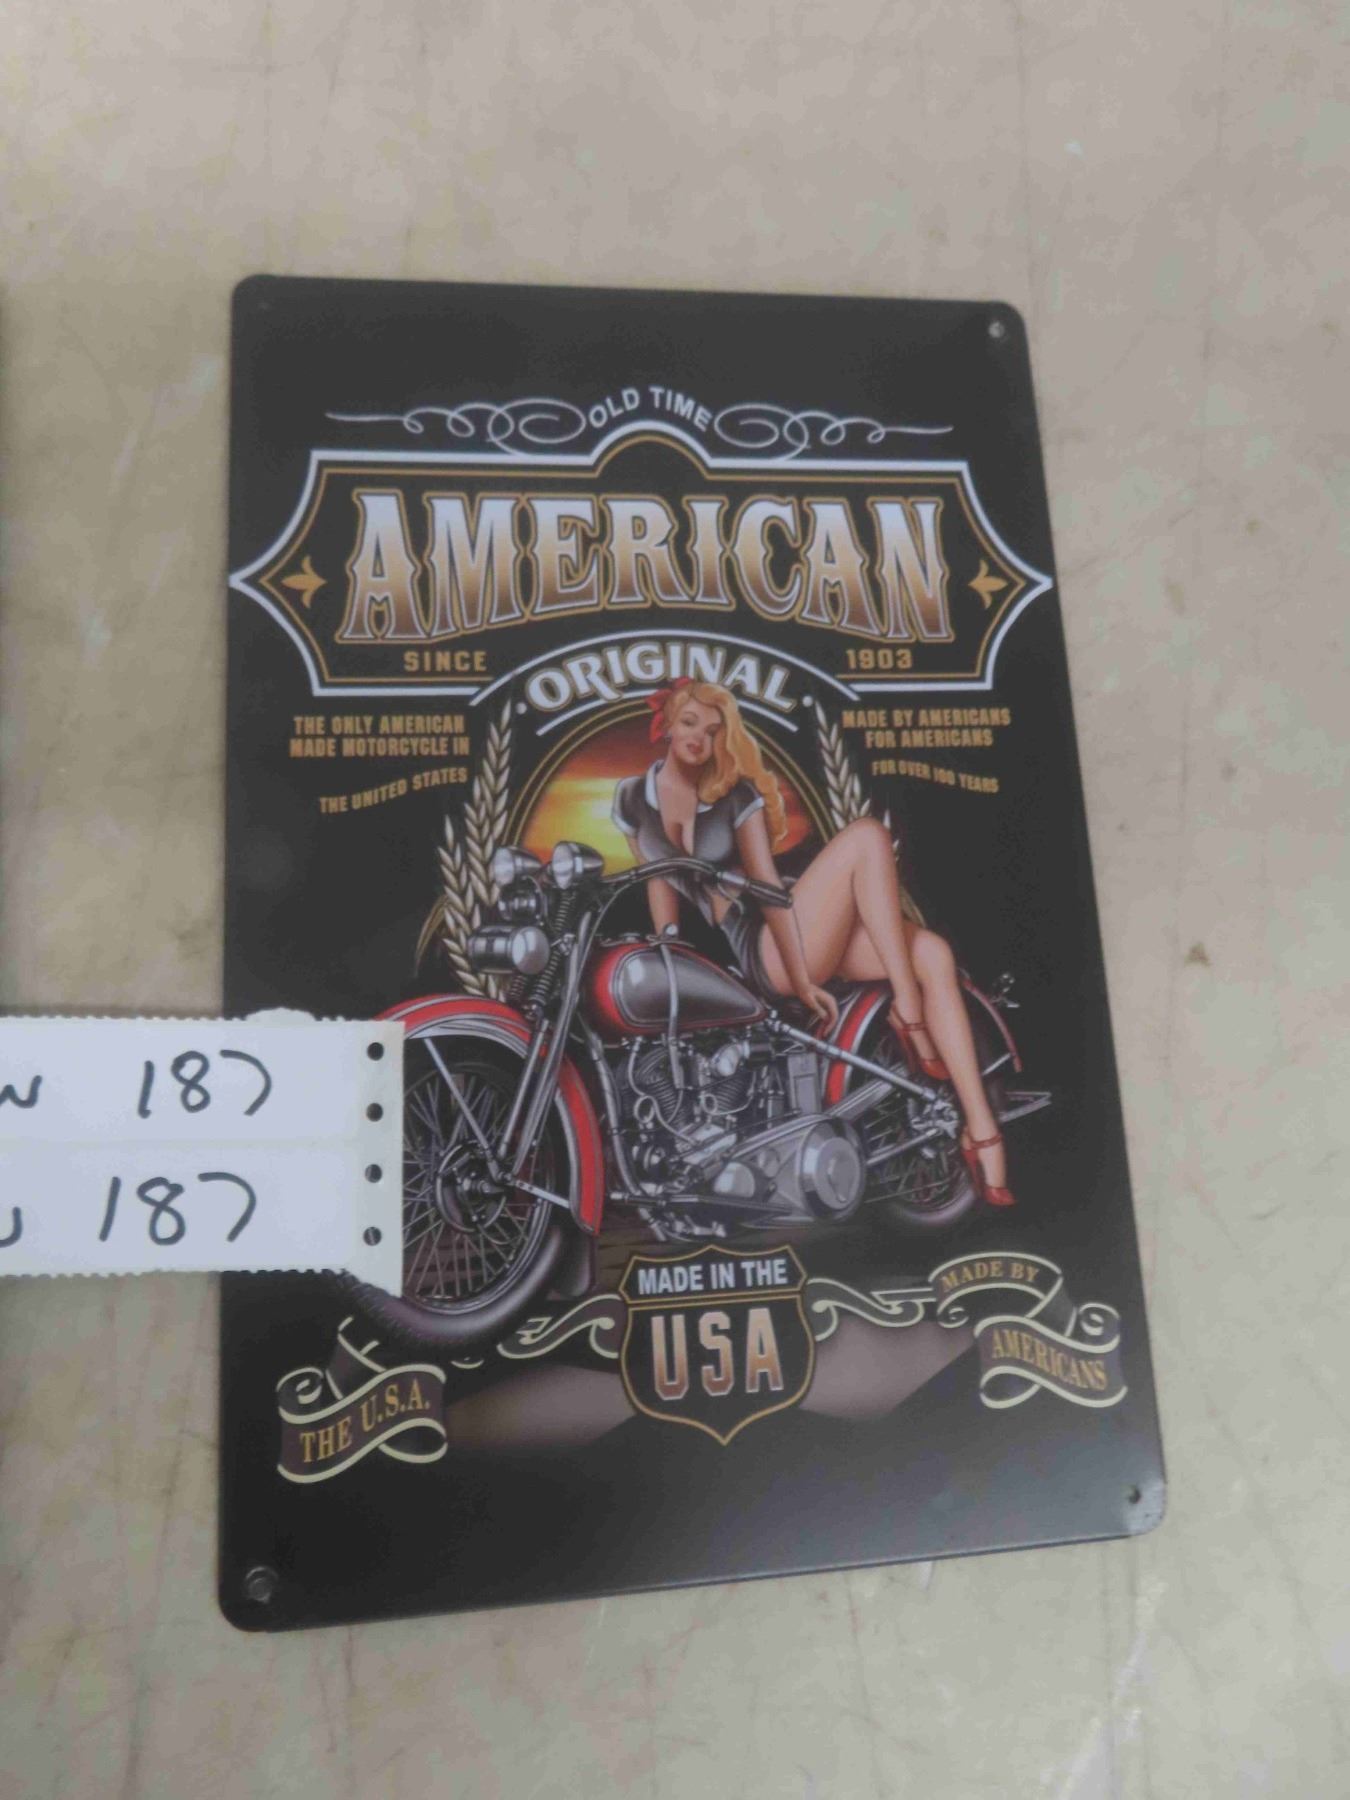 OLD TIME
AMERICAN
SINCE 1903
ORIGINAL
THE ONLY AMERICAN
MADE MOTORCYCLE IN
THE UNITED STATES
MADE BY AMERICANS
FOR AMERICANS
FOR OVER 100 YEARS
187
187
MADE IN THE
USA
THE U.S.A.
MADE BY
AMERICANS